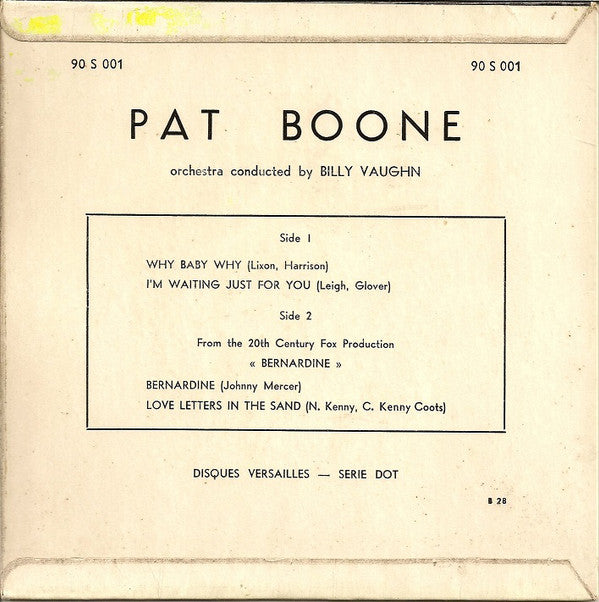 90 S 001 90 S 001
PAT BOONE
orchestra conducted by BILLY VAUGHN
Side 1
WHY BABY WHY (Lixon, Harrison)
I'M WAITING JUST FOR YOU (Leigh, Glover)
Side 2
From the 20th Century Fox Production
« BERNARDINE »
BERNARDINE (Johnny Mercer)
LOVE LETTERS IN THE SAND (N. Kenny, C. Kenny Coots)
DISQUES VERSAILLES — SERIE DOT
B 28